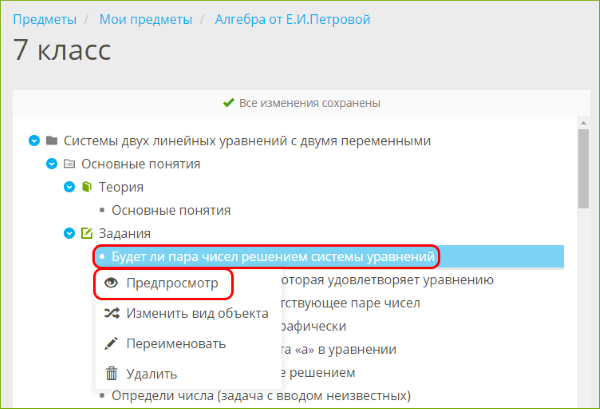 Предметы / Мои предметы / Алгебра от Е.И.Петровой
7 класс
Все изменения сохранены
Системы двух линейных уравнений с двумя переменными
Основные понятия
Теория
Основные понятия
Задания
Будет ли пара чисел решением системы уравнений
Предпросмотр оторая удовлетворяет уравнению
тствующее паре чисел
Изменить вид объекта рафически
Переименовать та «а» в уравнении
е решением
Удалить
Определи числа (задача с вводом неизвестных)